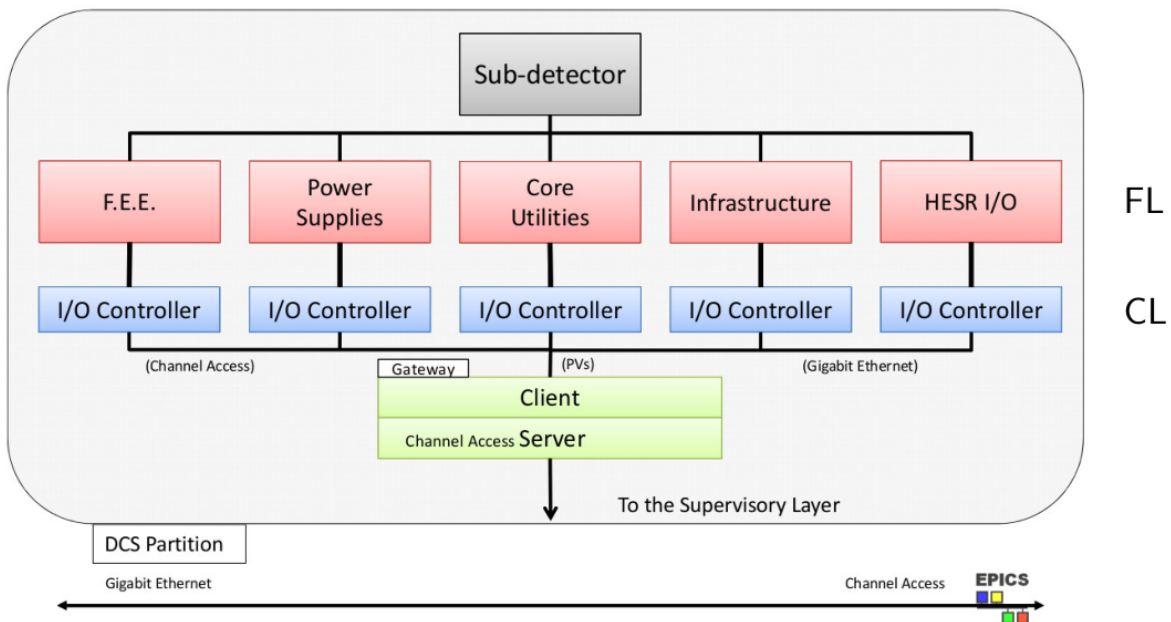 Sub-detector
F.E.E.
Power
Supplies
Core
Utilities
Infrastructure
HESR I/O
FL
I/O Controller
I/O Controller
I/O Controller
I/O Controller
I/O Controller
CL
(Channel Access)
(PVs)
(Gigabit Ethernet)
Gateway
Client
Channel Access Server
To the Supervisory Layer
DCS Partition
Gigabit Ethernet
Channel Access
EPICS